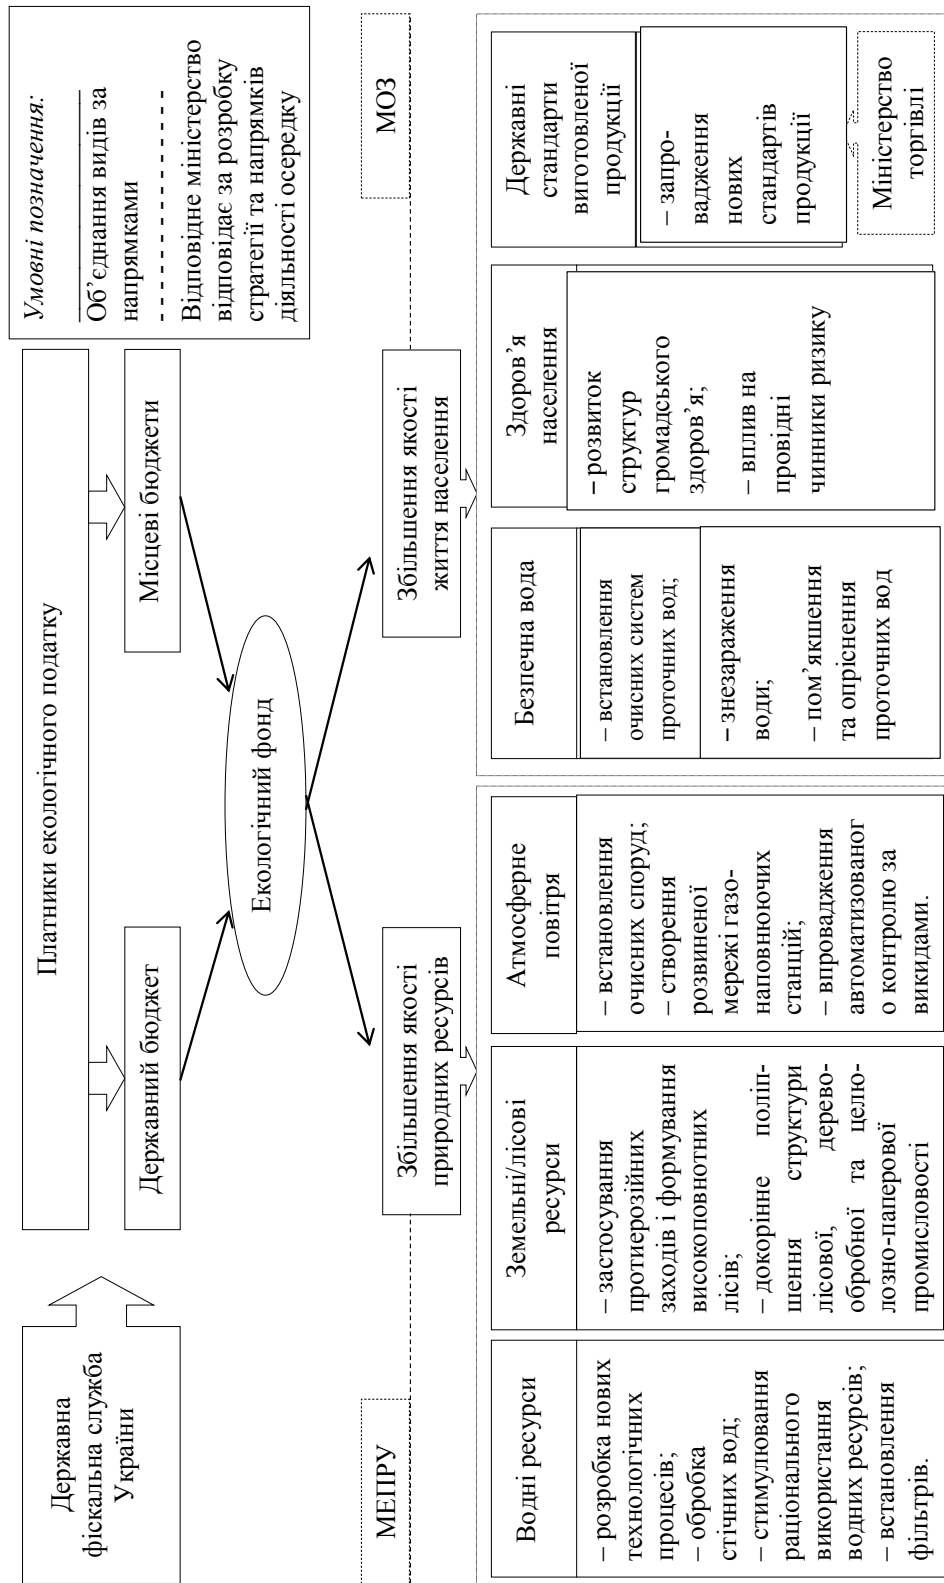 Державна
фіскальна служба
України
Платники екологічного податку
Державний бюджет
Місцеві бюджети
Умовні позначення:
Об’єднання видів за
напрямками
Відповідне міністерство
відповідає за розробку
стратегії та напрямків
діяльності осередку
Екологічний фонд
МЕПРУ
Збільшення якості
природних ресурсів
Збільшення якості
життя населення
МОЗ
Водні ресурси
– розробка нових
технологічних
процесів;
– обробка
стічних вод;
– стимулювання
раціонального
використання
водних ресурсів;
– встановлення
фільтрів.
Земельні/лісові
ресурси
– застосування
протиерозійних
заходів і формування
високоповнотних
лісів;
– докорінне поліп-
шення структури
лісової, дерево-
обробної та целю-
лозно-паперової
промисловості
Атмосферне
повітря
– встановлення
очисних споруд;
– створення
розвиненої
мережі газо-
наповнюючих
станцій;
– впровадження
автоматизованог
о контролю за
викидами.
Безпечна вода
– встановлення
очисних систем
проточних вод;
– знезараження
води;
– пом’якшення
та опріснення
проточних вод
Здоров’я
населення
– розвиток
структур
громадського
здоров’я;
– вплив на
провідні
чинники ризику
Державні
стандарти
виготовленої
продукції
– запро-
вадження
нових
стандартів
продукції
Міністерство
торгівлі